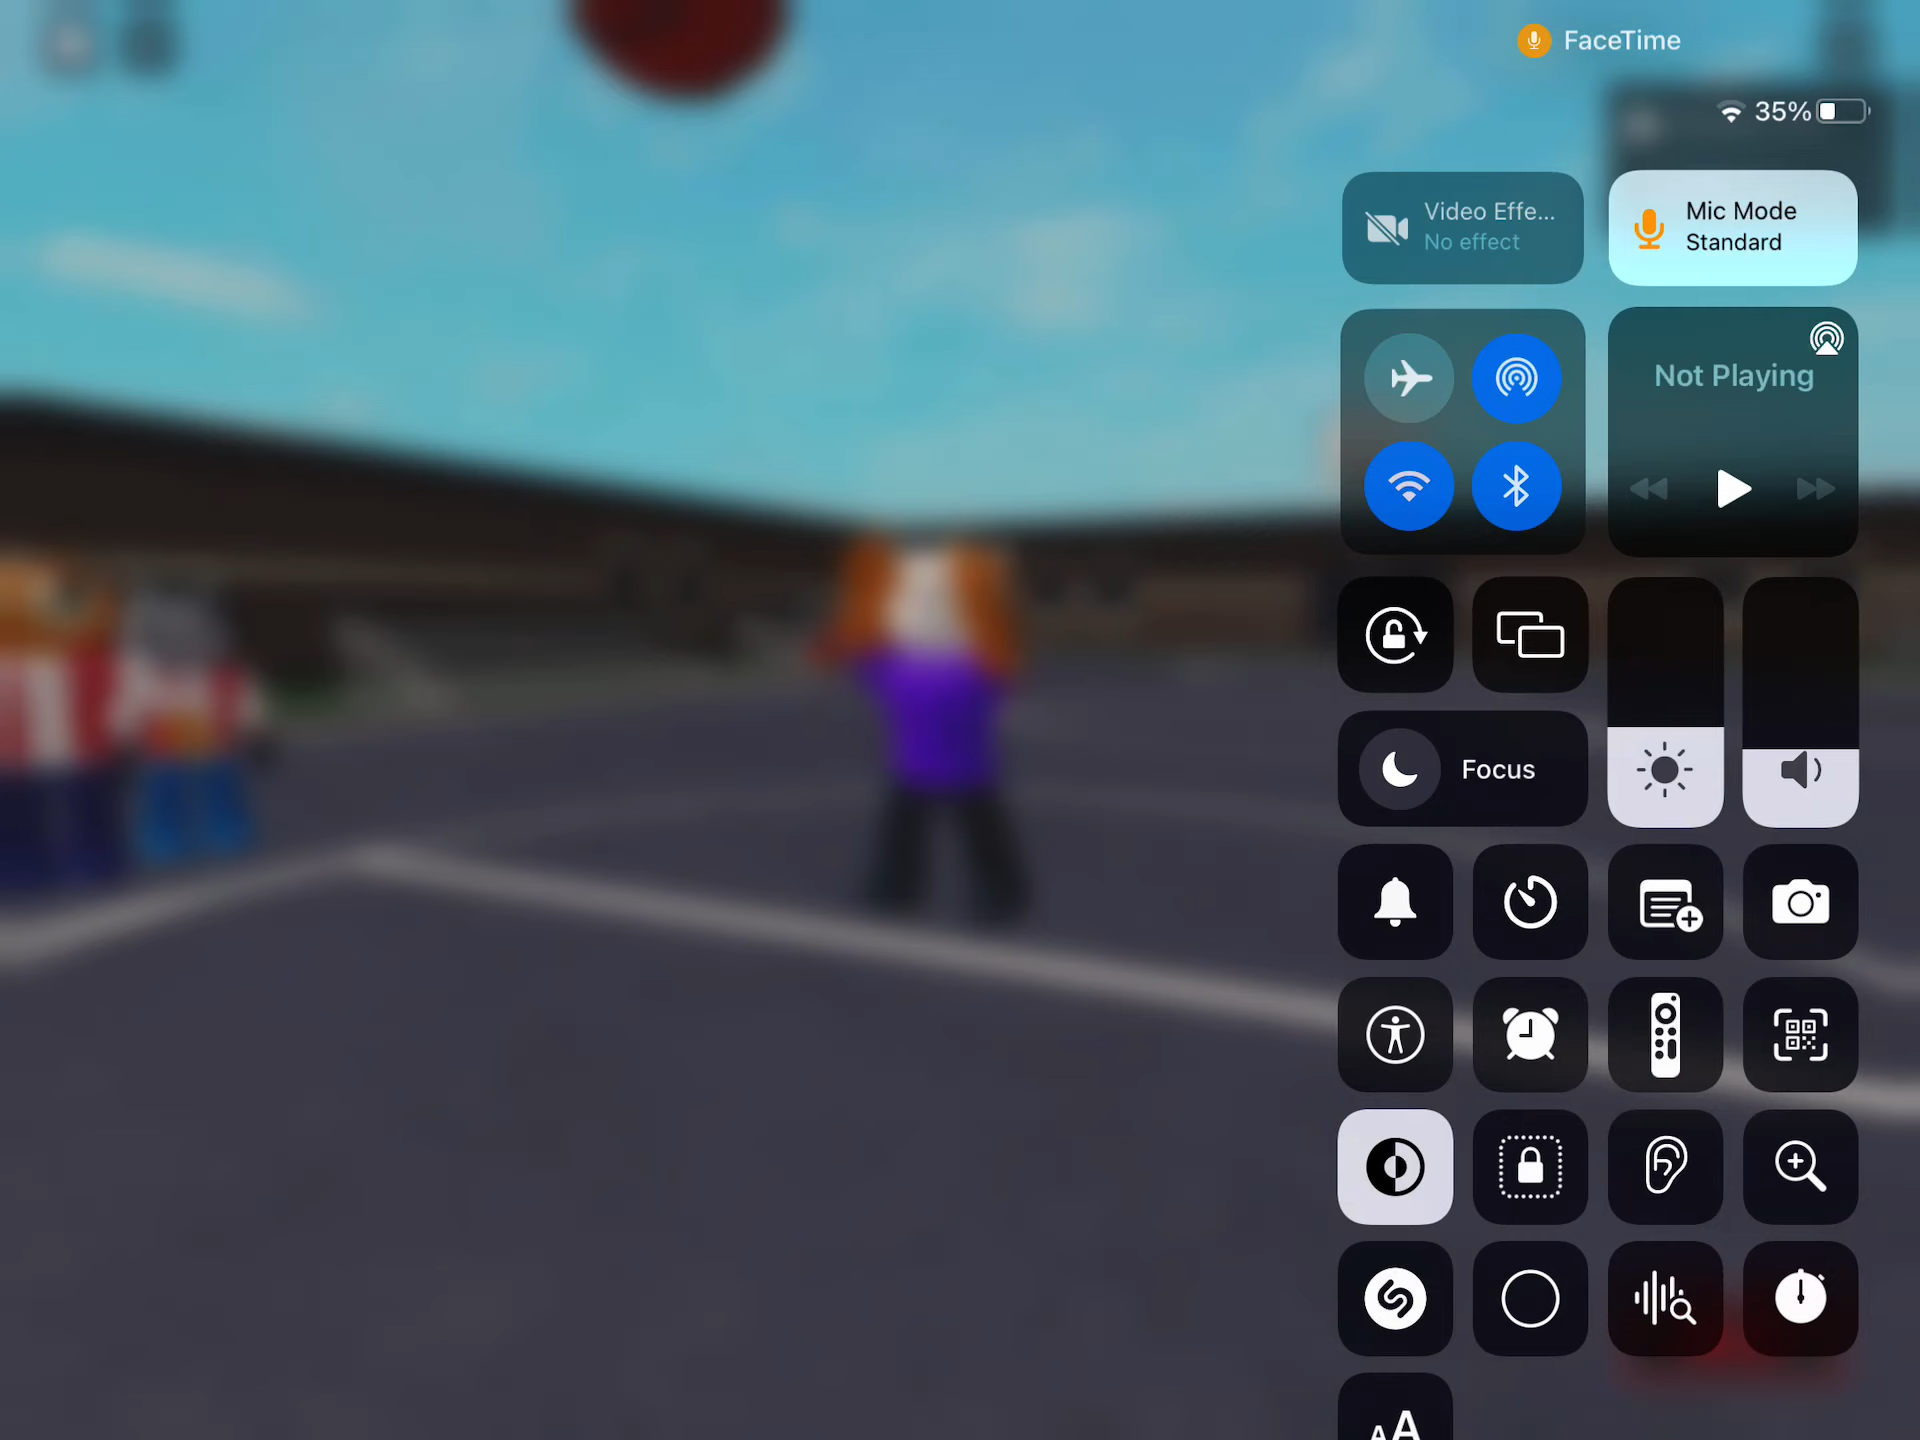 FaceTime
35%
Video Effe...
No effect
Mic Mode
Standard
Not Playing
Focus
AA